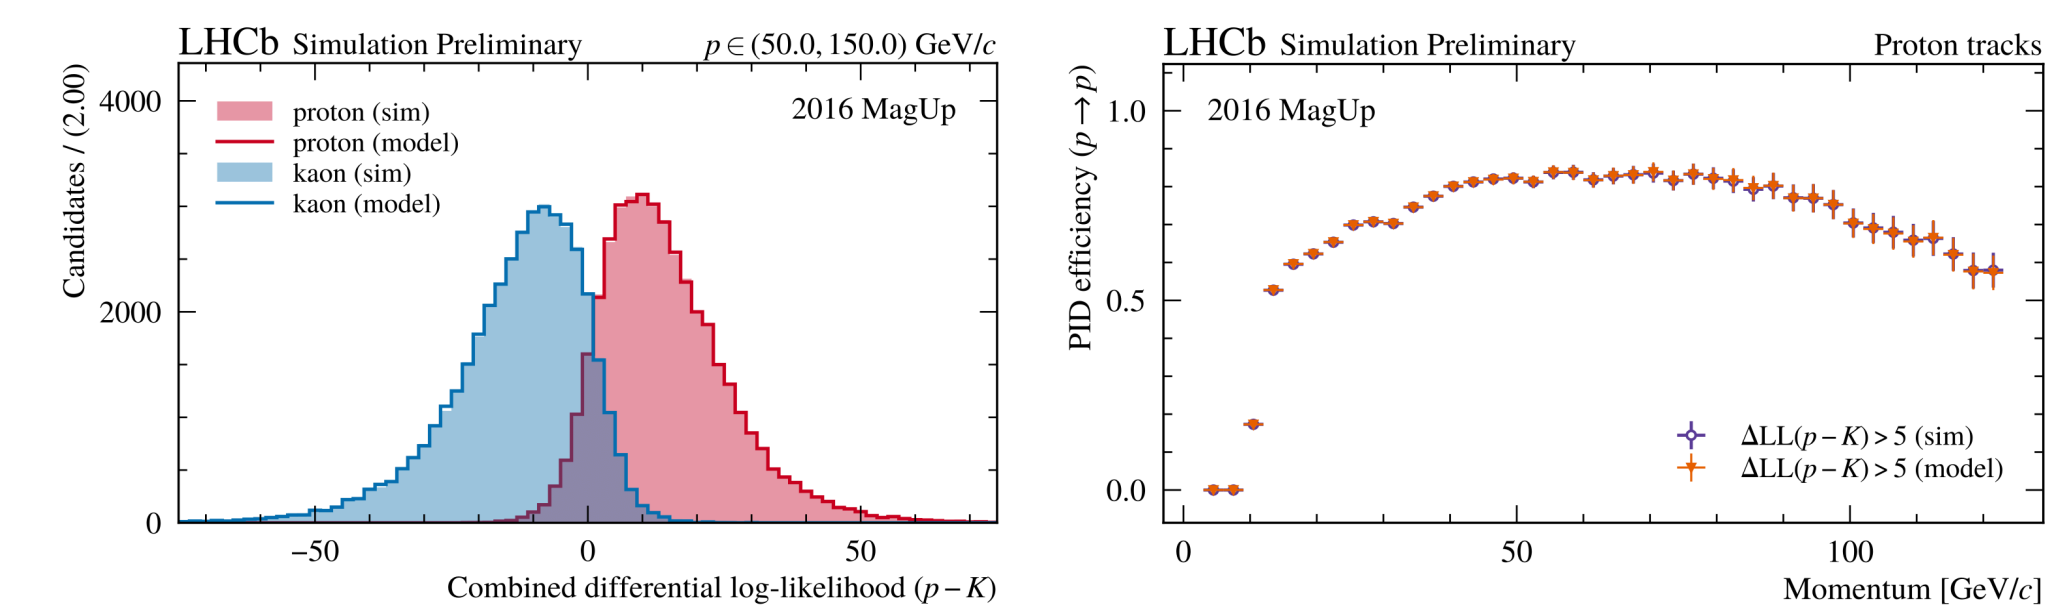 LHCb Simulation Preliminary p ∈ (50.0, 150.0) GeV/c
2016 MagUp
proton (sim)
proton (model)
kaon (sim)
kaon (model)
Candidates / (2.00)
4000
2000
0
−50 0 50
Combined differential log-likelihood (p − K)
LHCb Simulation Preliminary Proton tracks
2016 MagUp
PID efficiency (p → p)
1.0
0.5
0.0
ΔLL(p − K) > 5 (sim)
ΔLL(p − K) > 5 (model)
0 50 100
Momentum [GeV/c]